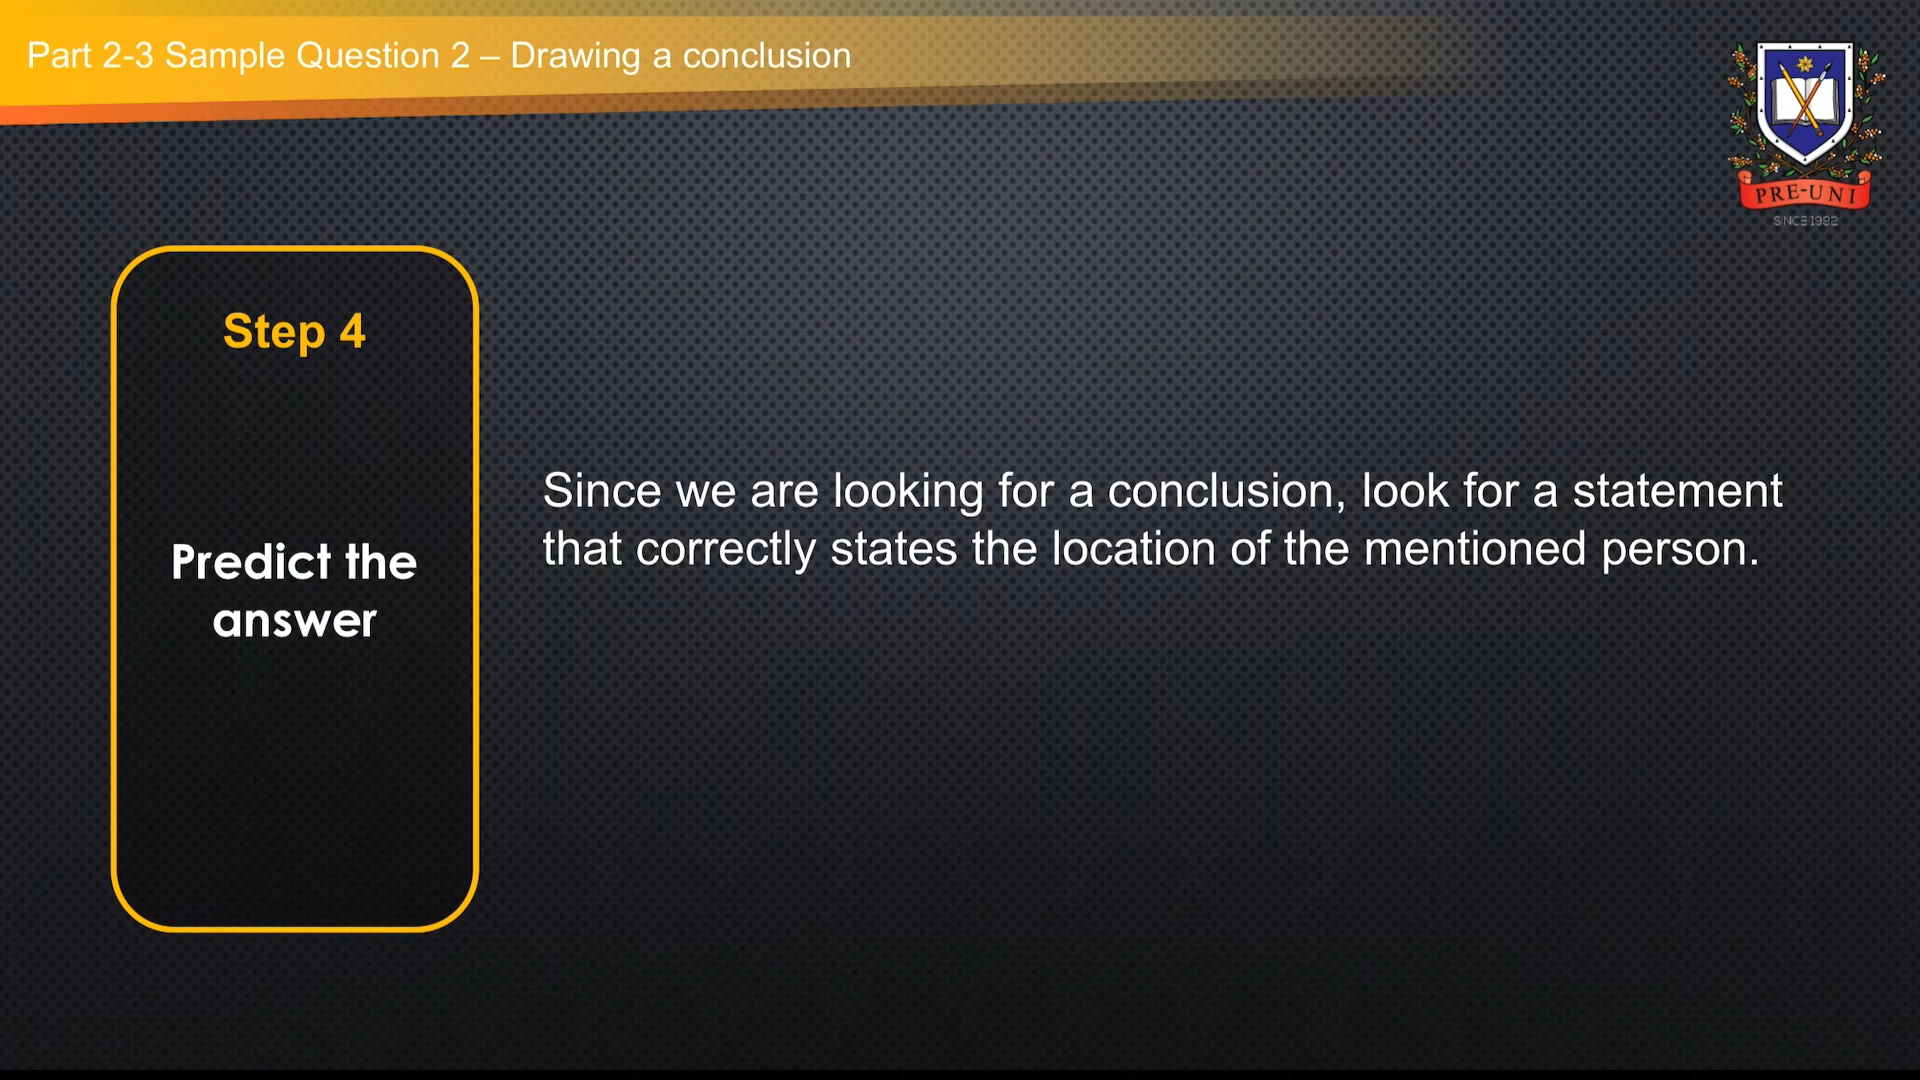 Part 2-3 Sample Question 2 – Drawing a conclusion
PRE-UNI
SINCE 1992
Step 4
Predict the
answer
Since we are looking for a conclusion, look for a statement
that correctly states the location of the mentioned person.